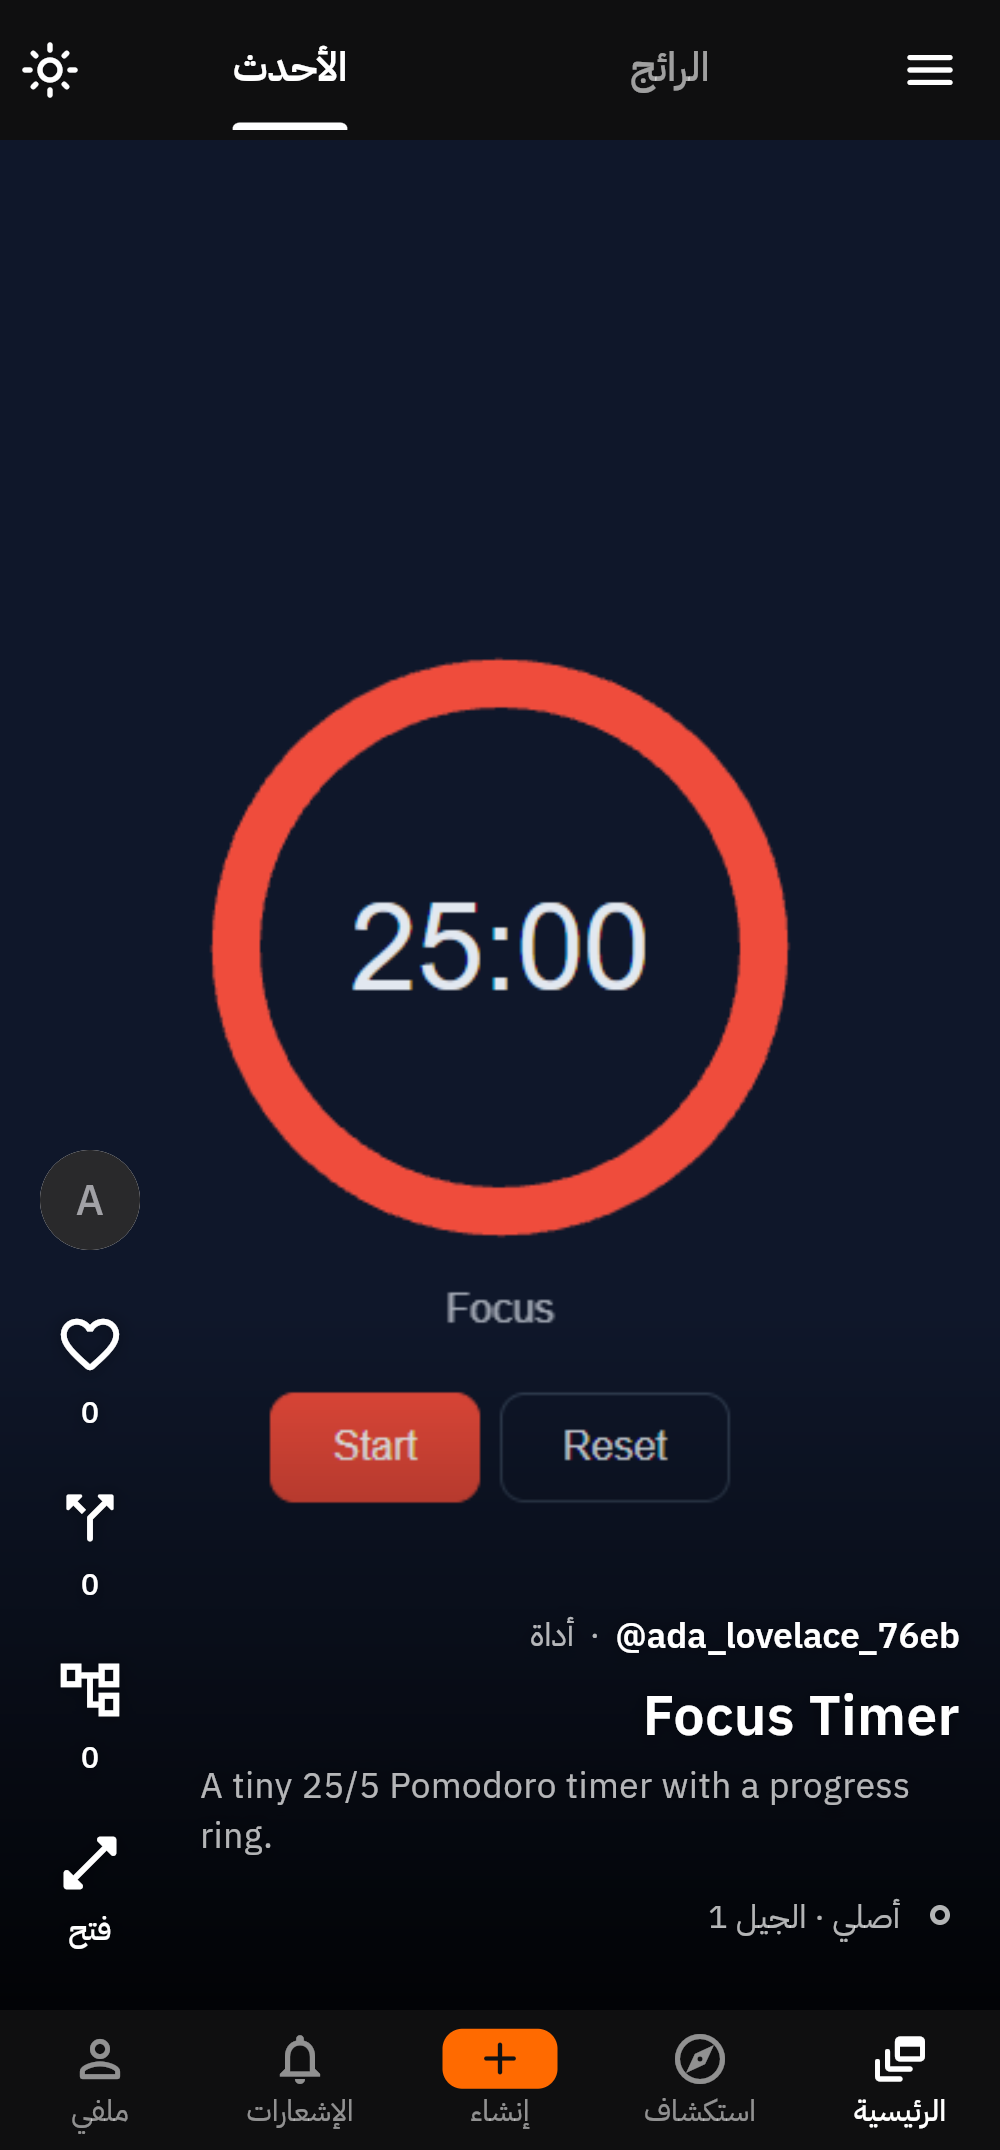 الرائج
الأحدث
25:00
Focus
Start
Reset
A
0
0
0
فتح
@ada_lovelace_76eb · أداة
Focus Timer
A tiny 25/5 Pomodoro timer with a progress
ring.
أصلي · الجيل 1
الرئيسية
استكشاف
إنشاء
الإشعارات
ملفي